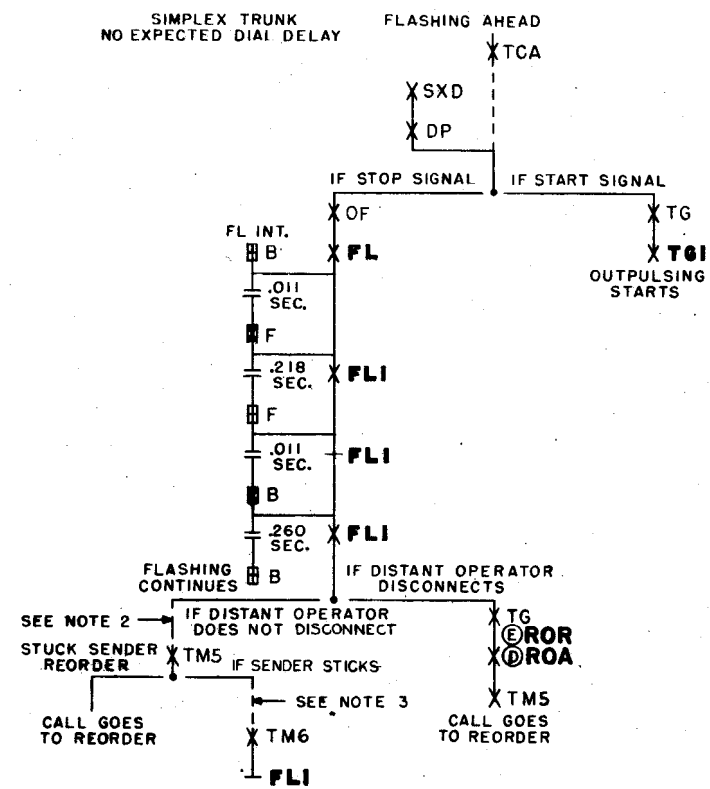 SIMPLEX TRUNK
NO EXPECTED DIAL DELAY
FLASHING AHEAD
TCA
SXD
DP
IF STOP SIGNAL
IF START SIGNAL
OF
TG
FL INT.
B
FL
TG1
OUTPULSING
STARTS
.011
SEC.
F
.218
SEC.
FL1
F
.011
SEC.
FL1
B
.260
SEC.
FL1
B
FLASHING
CONTINUES
IF DISTANT OPERATOR
DISCONNECTS
SEE NOTE 2
IF DISTANT OPERATOR
DOES NOT DISCONNECT
TG
E ROR
STUCK SENDER
REORDER
TM5
IF SENDER STICKS
D ROA
SEE NOTE 3
TM5
CALL GOES
TO REORDER
CALL GOES
TO REORDER
TM6
FL1